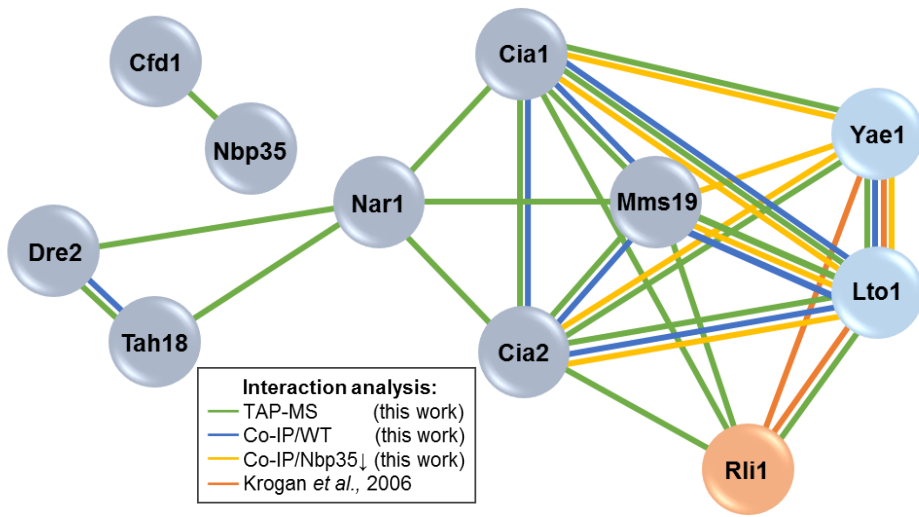 Cfd1
Cia1
Nbp35
Yae1
Nar1
Mms19
Dre2
Lto1
Tah18
Cia2
Rli1
Interaction analysis:
TAP-MS (this work)
Co-IP/WT (this work)
Co-IP/Nbp35↓ (this work)
Krogan et al., 2006